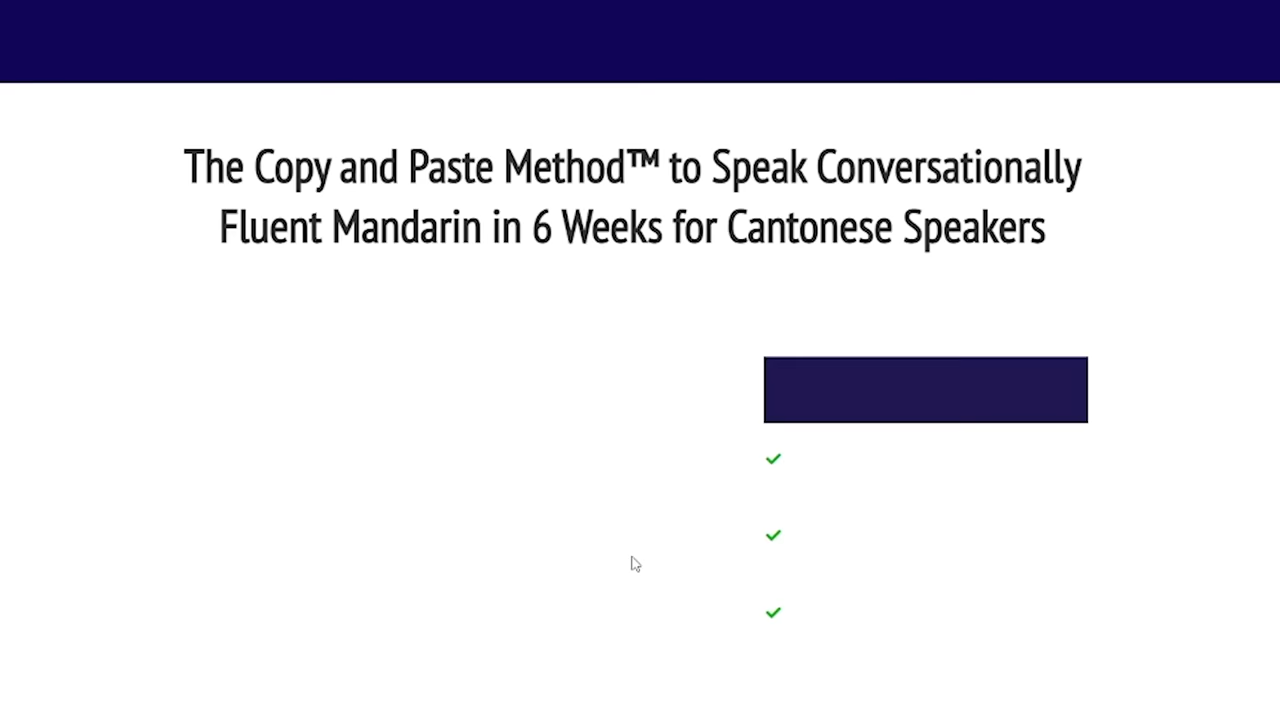 The Copy and Paste Method™ to Speak Conversationally
Fluent Mandarin in 6 Weeks for Cantonese Speakers